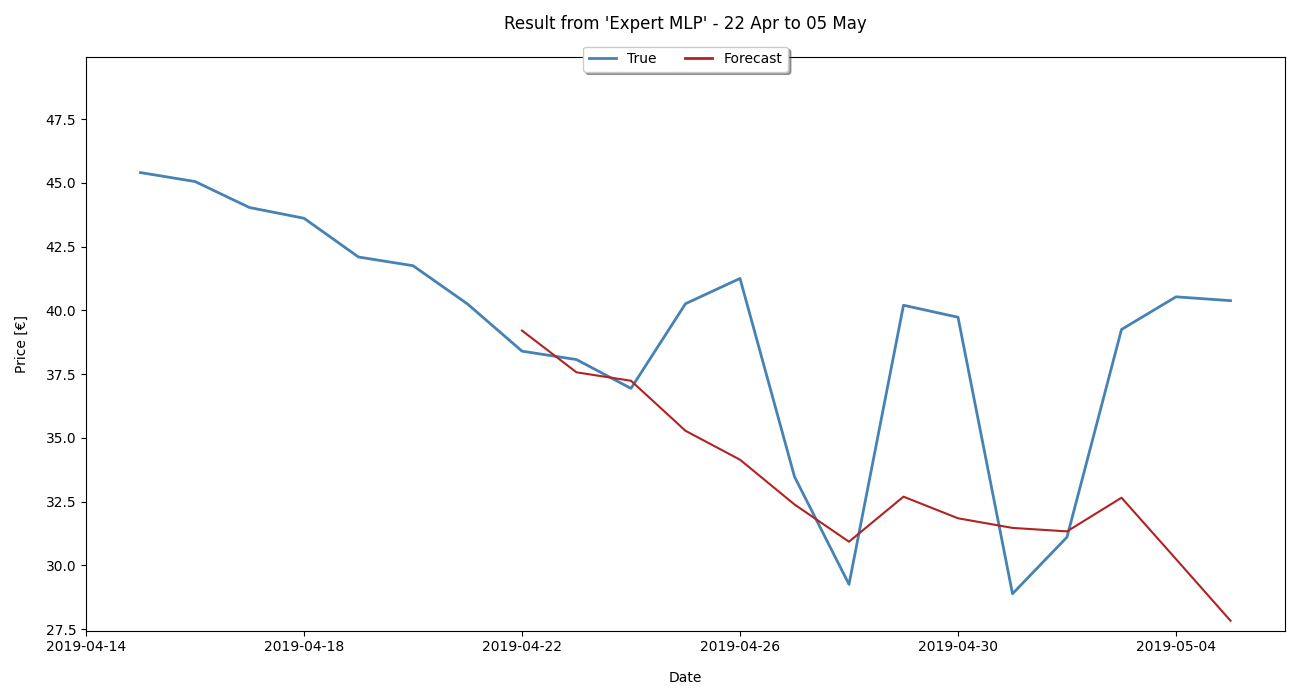 Result from 'Expert MLP' - 22 Apr to 05 May
True Forecast
47.5
45.0
42.5
40.0
37.5
35.0
32.5
30.0
27.5
Price [€]
2019-04-14 2019-04-18 2019-04-22 2019-04-26 2019-04-30 2019-05-04
Date